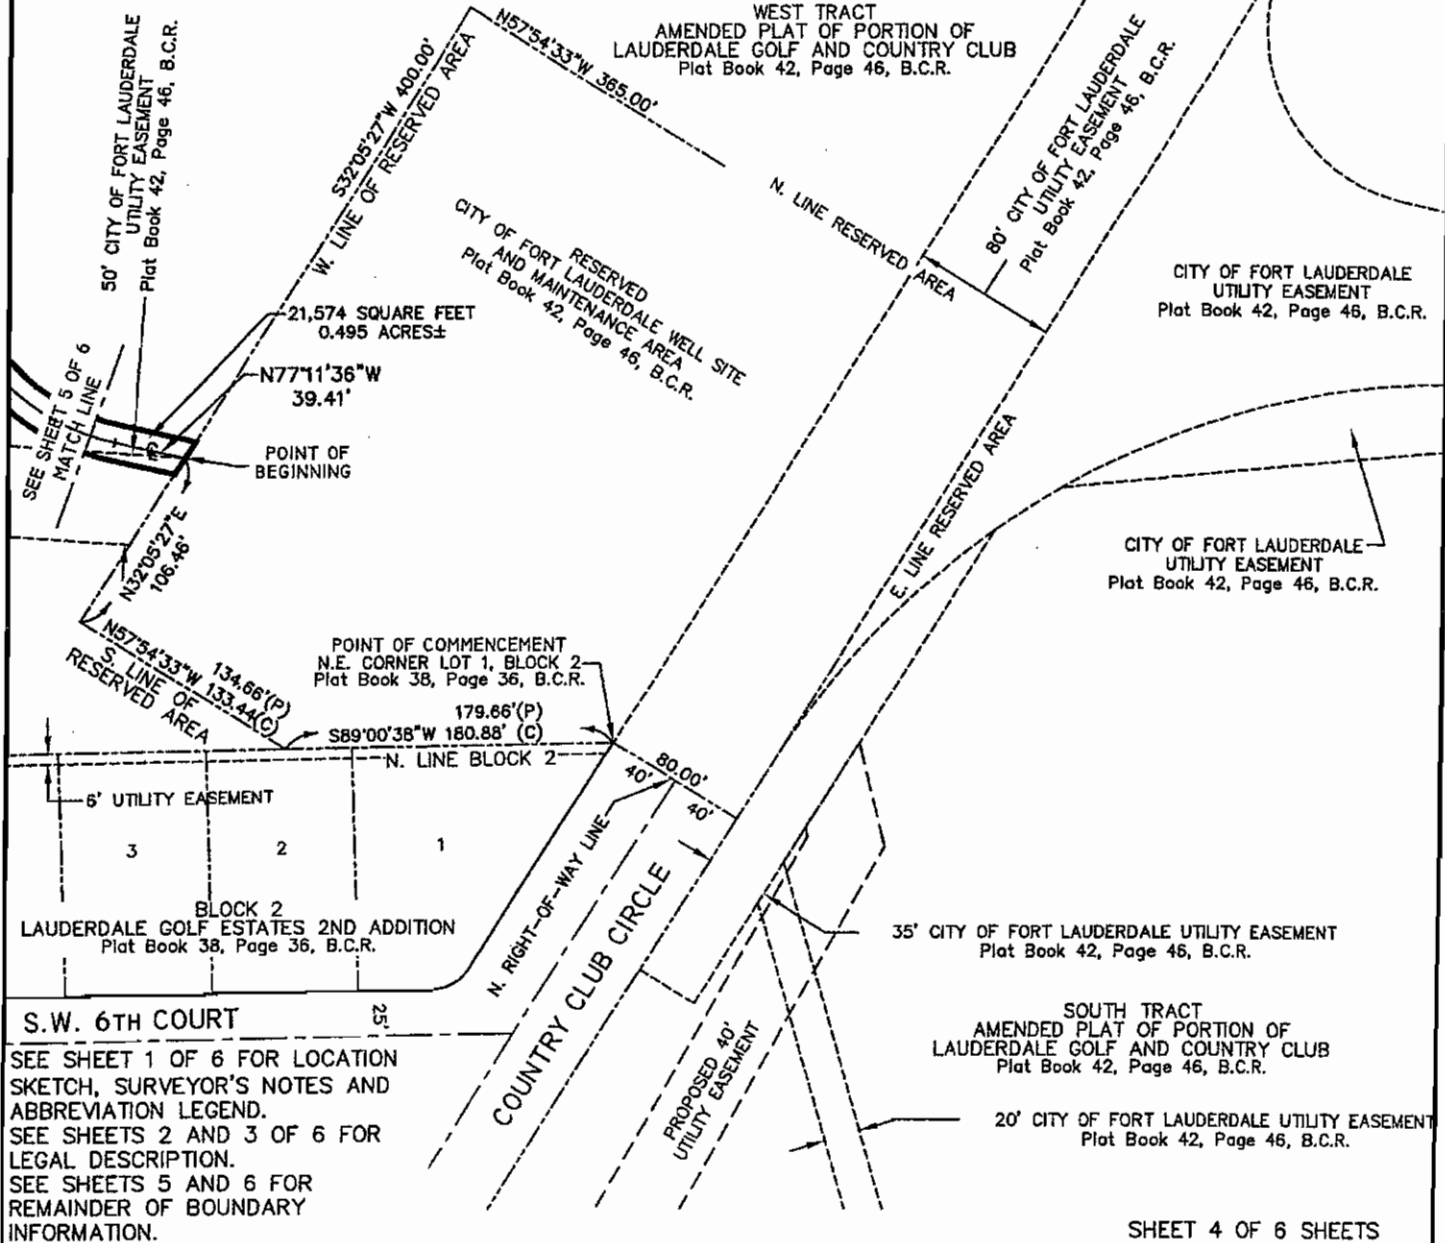 WEST TRACT
AMENDED PLAT OF PORTION OF
LAUDERDALE GOLF AND COUNTRY CLUB
Plat Book 42, Page 46, B.C.R.
50' CITY OF FORT LAUDERDALE
UTILITY EASEMENT
Plat Book 42, Page 46, B.C.R.
S32°05'27"W 400.00'
W. LINE OF RESERVED AREA
N57°54'33"W 365.00'
N. LINE RESERVED AREA
80' CITY OF FORT LAUDERDALE
UTILITY EASEMENT
Plat Book 42, Page 46, B.C.R.
RESERVED
CITY OF FORT LAUDERDALE WELL SITE
AND MAINTENANCE AREA
Plat Book 42, Page 46, B.C.R.
CITY OF FORT LAUDERDALE
UTILITY EASEMENT
Plat Book 42, Page 46, B.C.R.
21,574 SQUARE FEET
0.495 ACRES±
N77°11'36"W
39.41'
SEE SHEET 5 OF 6
MATCH LINE
POINT OF
BEGINNING
N32°05'27"E
106.46'
E. LINE RESERVED AREA
CITY OF FORT LAUDERDALE
UTILITY EASEMENT
Plat Book 42, Page 46, B.C.R.
N57°54'33"W 134.66'(P)
133.44(C)
S. LINE OF
RESERVED AREA
POINT OF COMMENCEMENT
N.E. CORNER LOT 1, BLOCK 2
Plat Book 38, Page 36, B.C.R.
179.66'(P)
S89°00'38"W 180.88' (C)
N. LINE BLOCK 2
80.00'
40'
40'
6' UTILITY EASEMENT
3
2
1
BLOCK 2
LAUDERDALE GOLF ESTATES 2ND ADDITION
Plat Book 38, Page 36, B.C.R.
N. RIGHT-OF-WAY LINE
COUNTRY CLUB CIRCLE
35' CITY OF FORT LAUDERDALE UTILITY EASEMENT
Plat Book 42, Page 46, B.C.R.
S.W. 6TH COURT
25'
SOUTH TRACT
AMENDED PLAT OF PORTION OF
LAUDERDALE GOLF AND COUNTRY CLUB
Plat Book 42, Page 46, B.C.R.
PROPOSED 40'
UTILITY EASEMENT
20' CITY OF FORT LAUDERDALE UTILITY EASEMENT
Plat Book 42, Page 46, B.C.R.
SEE SHEET 1 OF 6 FOR LOCATION
SKETCH, SURVEYOR'S NOTES AND
ABBREVIATION LEGEND.
SEE SHEETS 2 AND 3 OF 6 FOR
LEGAL DESCRIPTION.
SEE SHEETS 5 AND 6 FOR
REMAINDER OF BOUNDARY
INFORMATION.
SHEET 4 OF 6 SHEETS